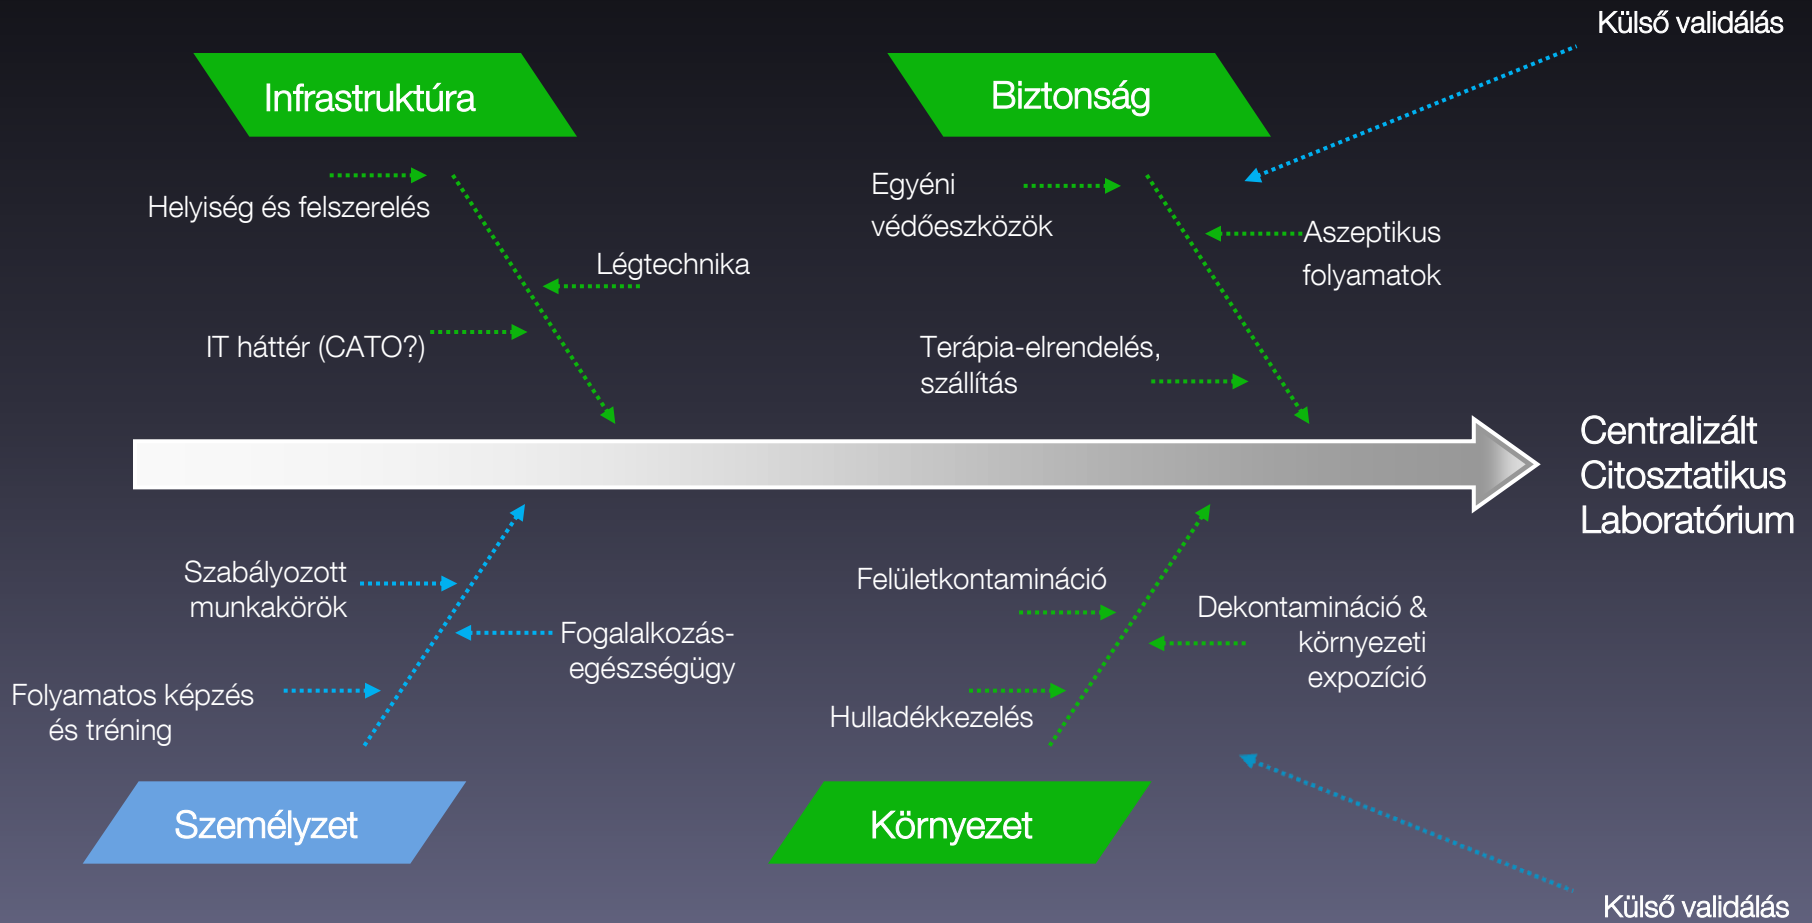 Külső validálás
Infrastruktúra
Biztonság
Helyiség és felszerelés
Légtechnika
IT háttér (CATO?)
Egyéni
védőeszközök
Aszeptikus
folyamatok
Terápia-elrendelés,
szállítás
Centralizált
Citosztatikus
Laboratórium
Szabályozott
munkakörök
Fogalalkozás-
egészségügy
Folyamatos képzés
és tréning
Felületkontamináció
Dekontamináció &
környezeti
expozíció
Hulladékkezelés
Személyzet
Környezet
Külső validálás